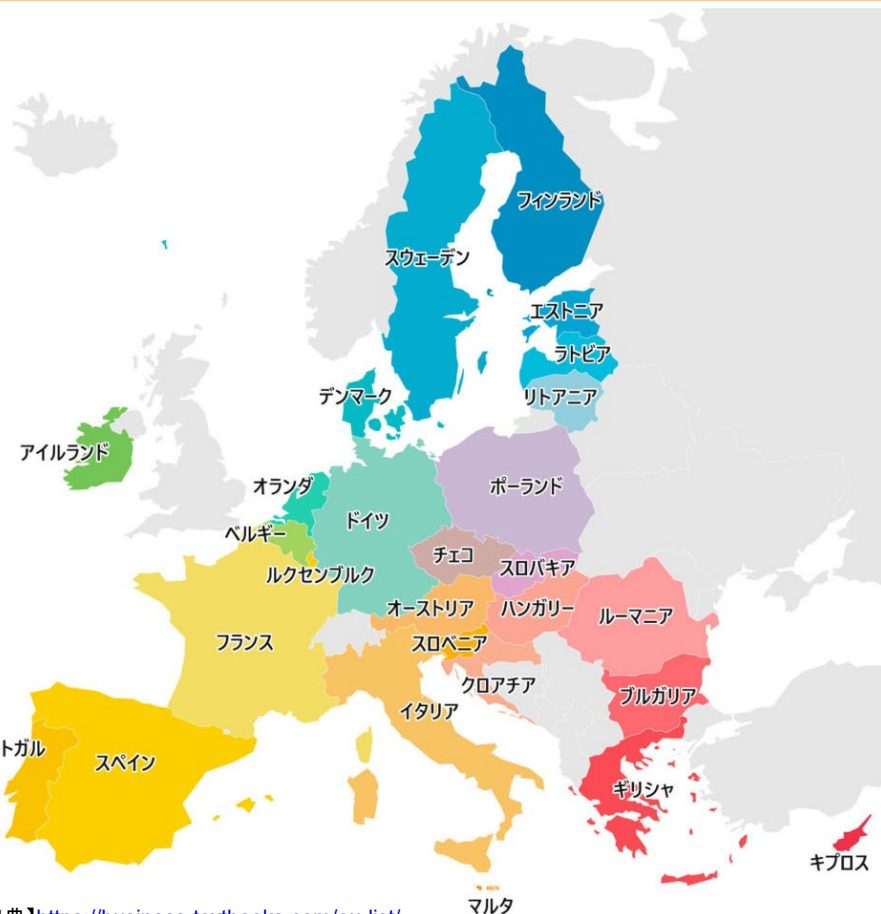 フィンランド
スウェーデン
エストニア
ラトビア
デンマーク
リトアニア
アイルランド
オランダ
ポーランド
ドイツ
ベルギー
チェコ
スロバキア
ルクセンブルク
オーストリア
ハンガリー
ルーマニア
フランス
スロベニア
クロアチア
ブルガリア
イタリア
トガル
スペイン
ギリシャ
キプロス
マルタ